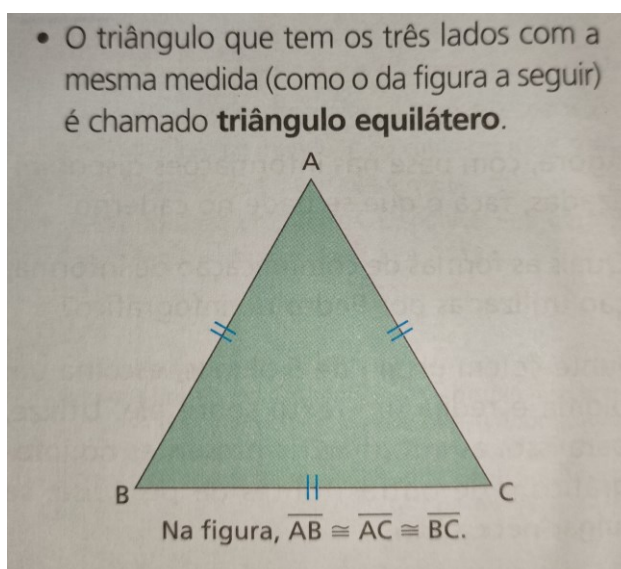 • O triângulo que tem os três lados com a
mesma medida (como o da figura a seguir)
é chamado triângulo equilátero.
A
B
C
Na figura, AB ≅ AC ≅ BC.